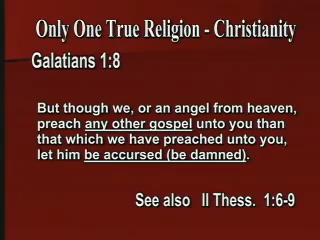 Only One True Religion - Christianity
Galatians 1:8
But though we, or an angel from heaven,
preach any other gospel unto you than
that which we have preached unto you,
let him be accursed (be damned).
See also II Thess. 1:6-9